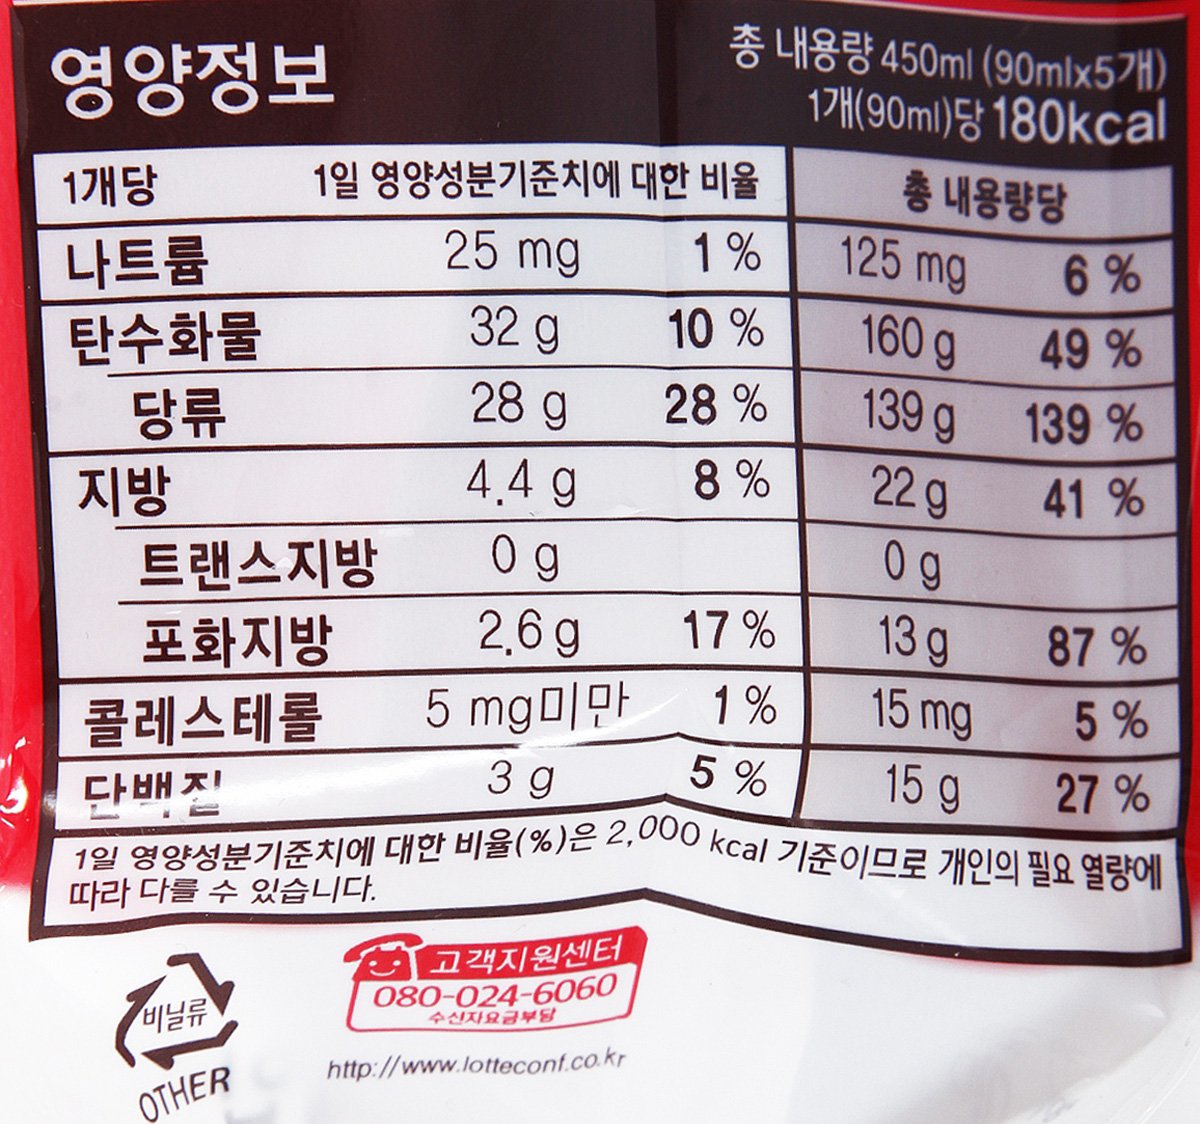 영양정보
총 내용량 450ml (90mlx5개)
1개(90ml)당 180kcal
1개당 1일 영양성분기준치에 대한 비율 총 내용량당
나트륨 25 mg 1 % 125 mg 6 %
탄수화물 32 g 10 % 160 g 49 %
당류 28 g 28 % 139 g 139 %
지방 4.4 g 8 % 22 g 41 %
트랜스지방 0 g 0 g
포화지방 2.6 g 17 % 13 g 87 %
콜레스테롤 5 mg미만 1 % 15 mg 5 %
단백질 3 g 5 % 15 g 27 %
1일 영양성분기준치에 대한 비율(%)은 2,000 kcal 기준이므로 개인의 필요 열량에
따라 다를 수 있습니다.
비닐류
OTHER
고객지원센터
080-024-6060
수신자요금부담
http://www.lotteconf.co.kr